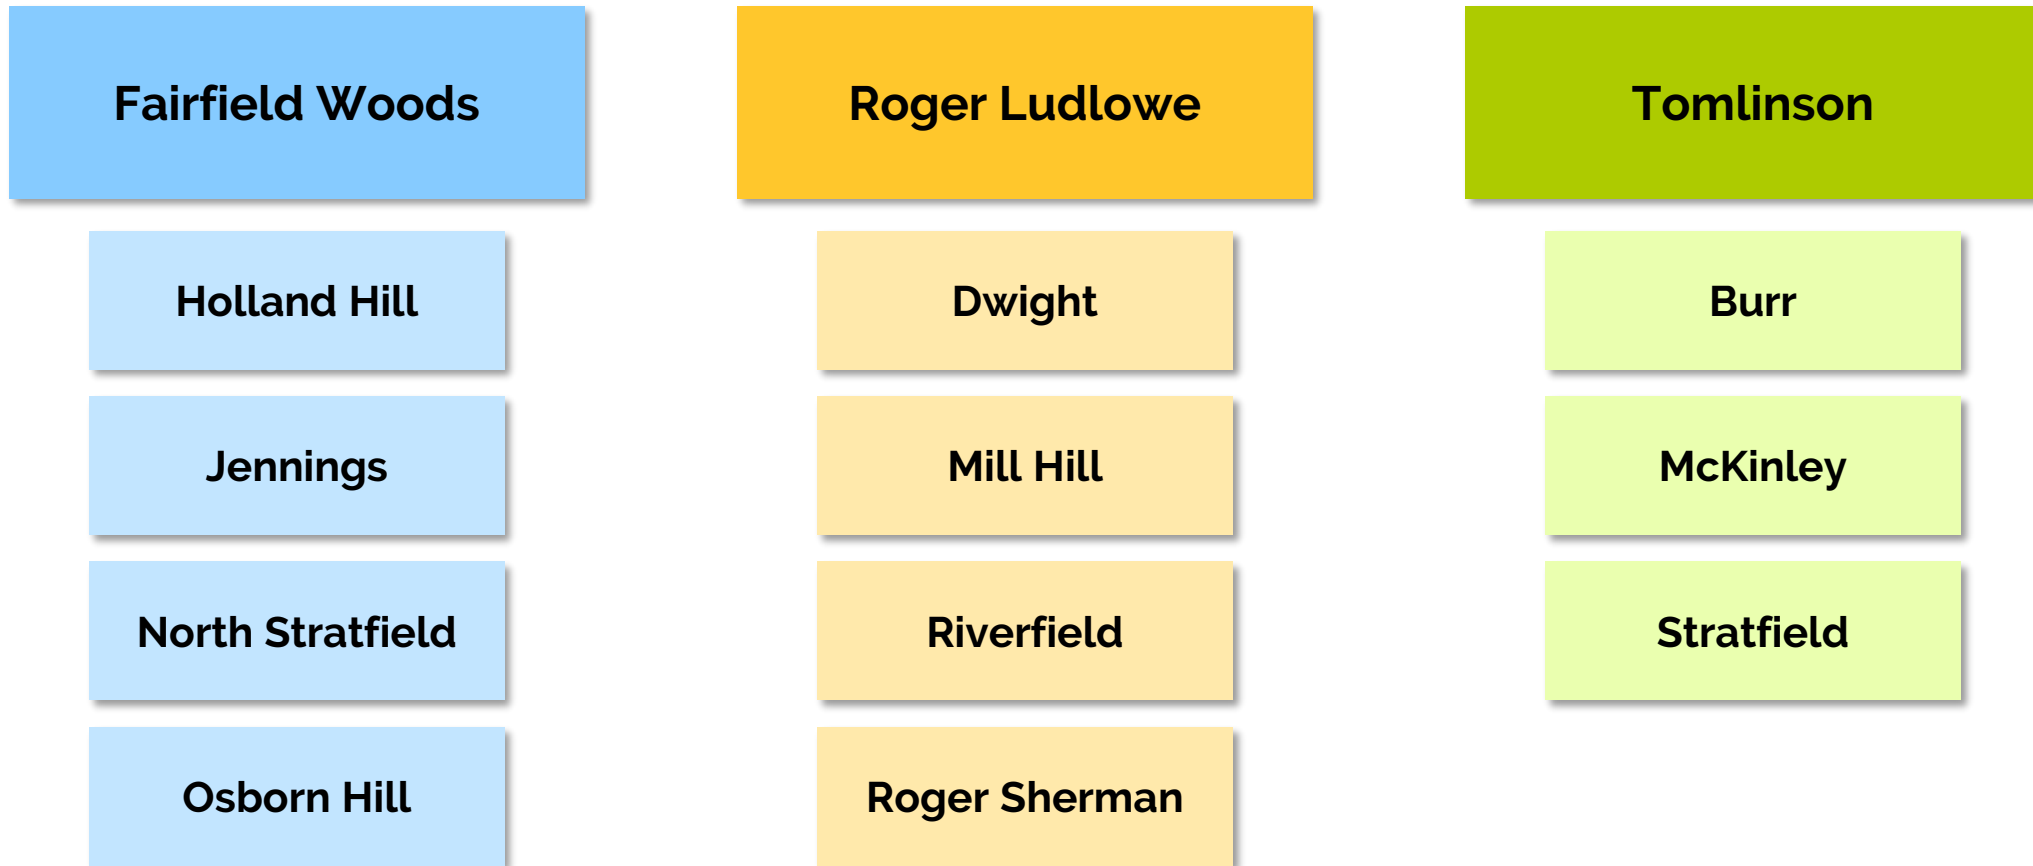 Fairfield Woods
Holland Hill
Jennings
North Stratfield
Osborn Hill
Roger Ludlowe
Dwight
Mill Hill
Riverfield
Roger Sherman
Tomlinson
Burr
McKinley
Stratfield